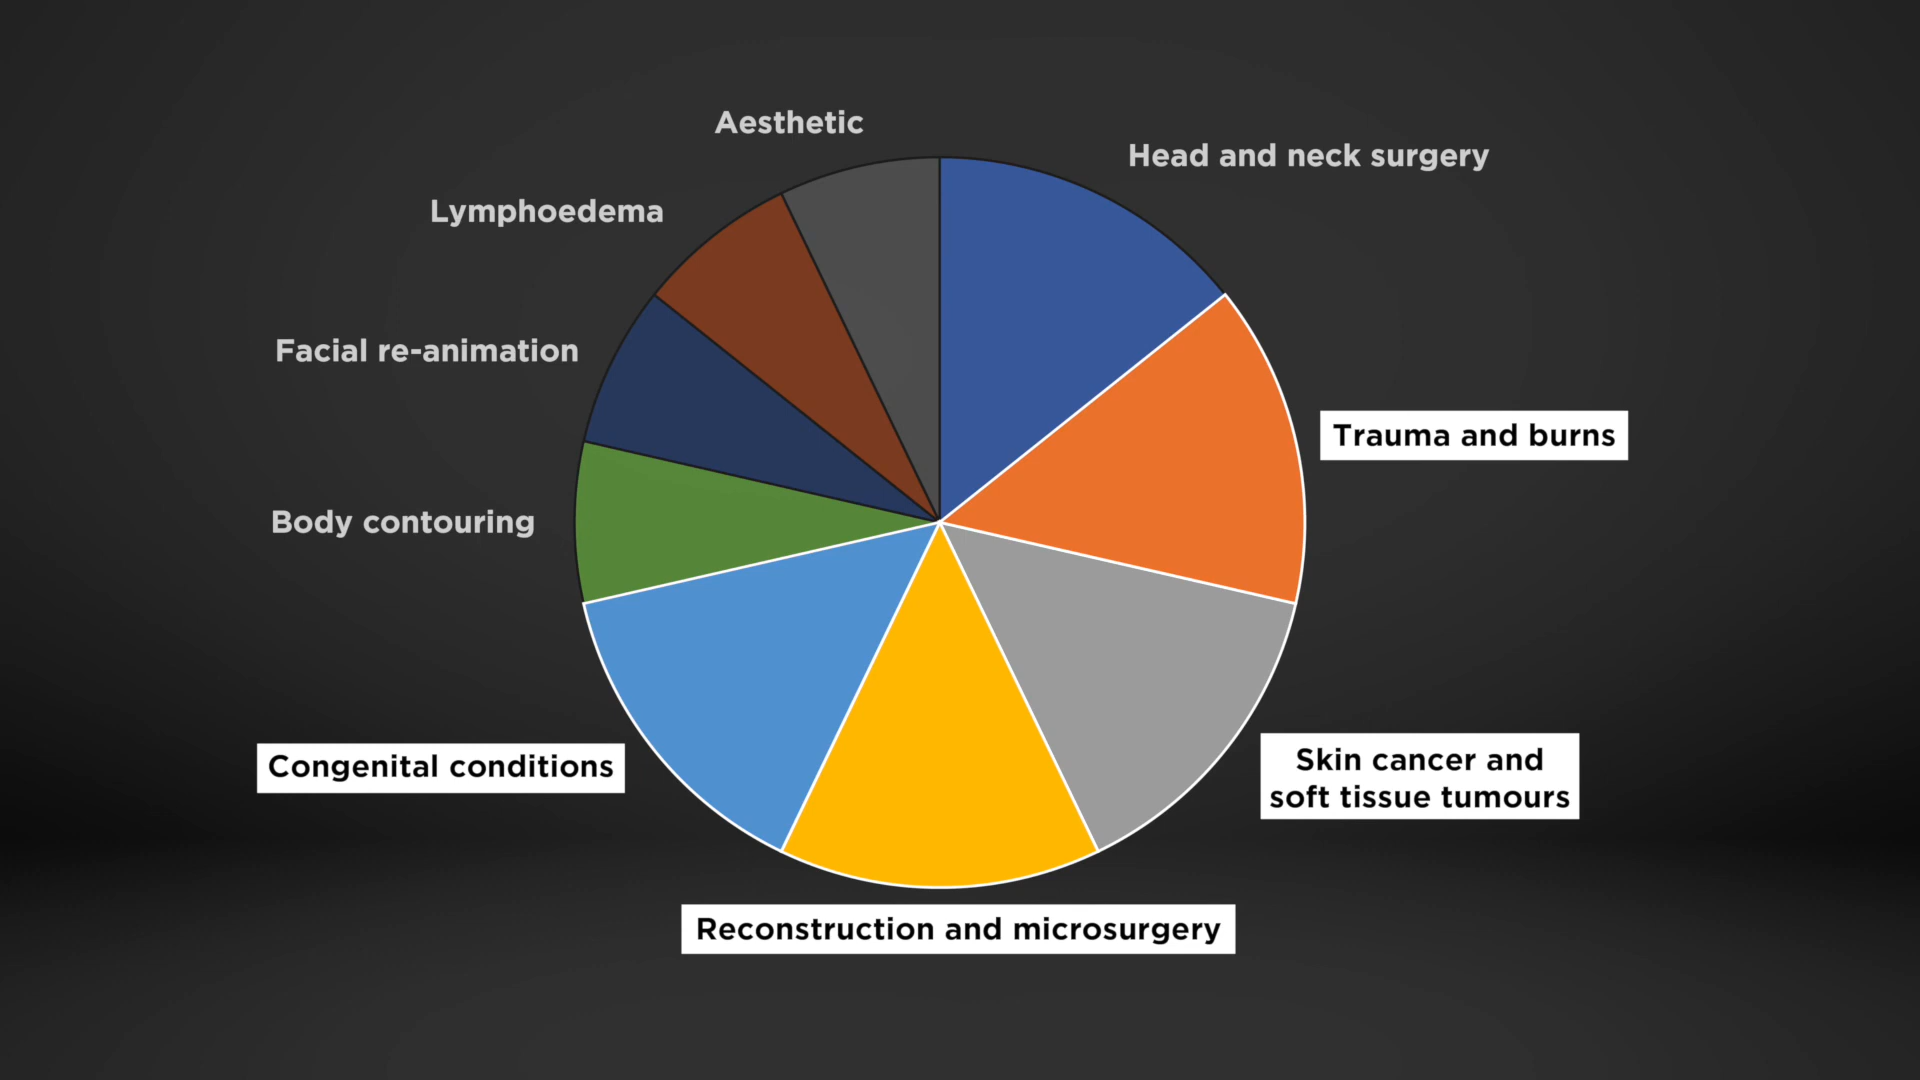 Aesthetic
Head and neck surgery
Lymphoedema
Facial re-animation
Trauma and burns
Body contouring
Congenital conditions
Skin cancer and
soft tissue tumours
Reconstruction and microsurgery